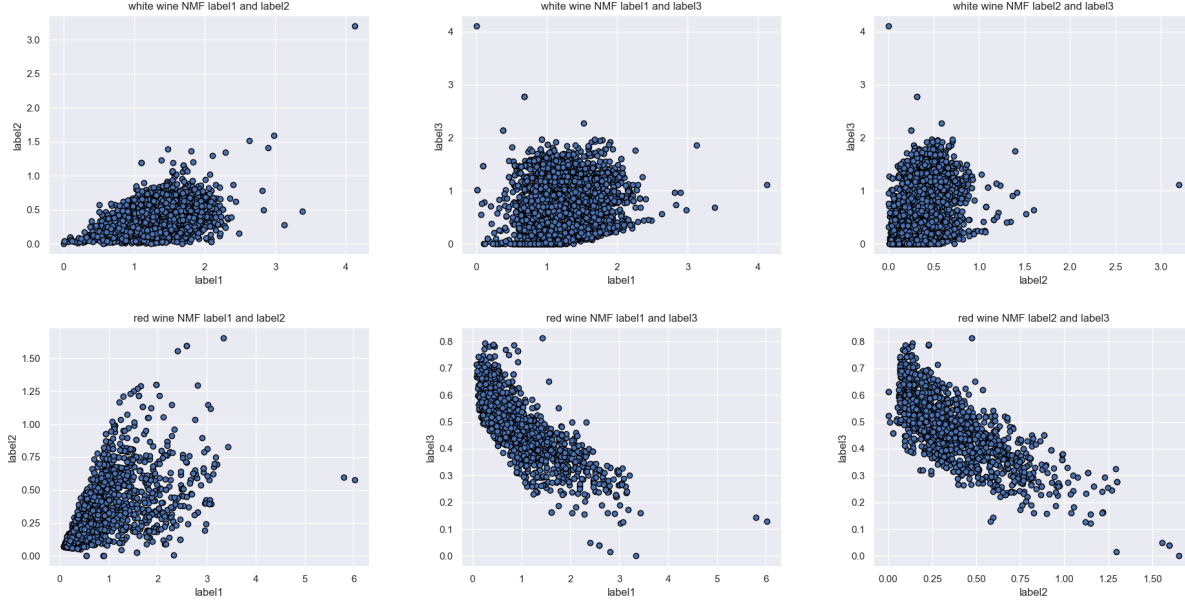 white wine NMF label1 and label2
3.0
2.5
2.0
1.5
1.0
0.5
0.0
label2
0 1 2 3 4
label1
white wine NMF label1 and label3
4
3
2
1
0
label3
0 1 2 3 4
label1
white wine NMF label2 and label3
4
3
2
1
0
label3
0.0 0.5 1.0 1.5 2.0 2.5 3.0
label2
red wine NMF label1 and label2
1.50
1.25
1.00
0.75
0.50
0.25
0.00
label2
0 1 2 3 4 5 6
label1
red wine NMF label1 and label3
0.8
0.7
0.6
0.5
0.4
0.3
0.2
0.1
0.0
label3
0 1 2 3 4 5 6
label1
red wine NMF label2 and label3
0.8
0.7
0.6
0.5
0.4
0.3
0.2
0.1
0.0
label3
0.00 0.25 0.50 0.75 1.00 1.25 1.50
label2